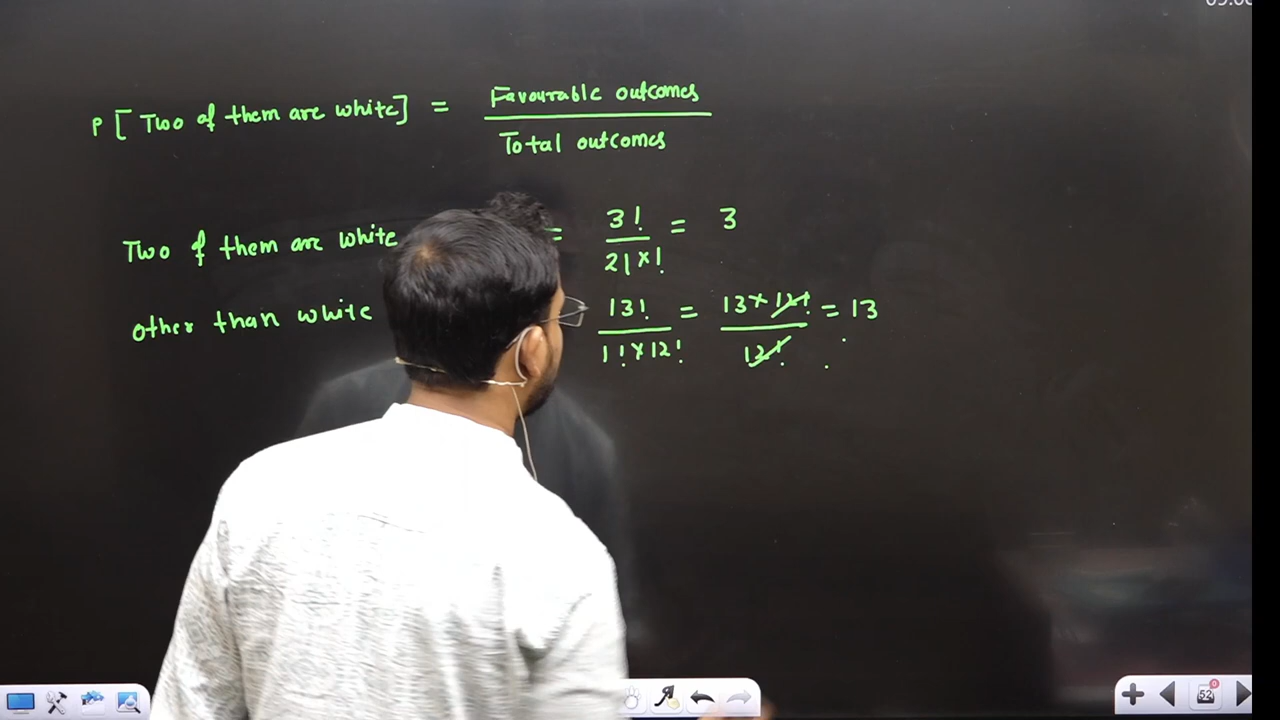 P [ Two of them are white] = Favourable outcomes
Total outcomes
Two of them are white = 3! = 3
2! × !
other than white 13! = 13 × 12! = 13
1! × 12! 12!
52